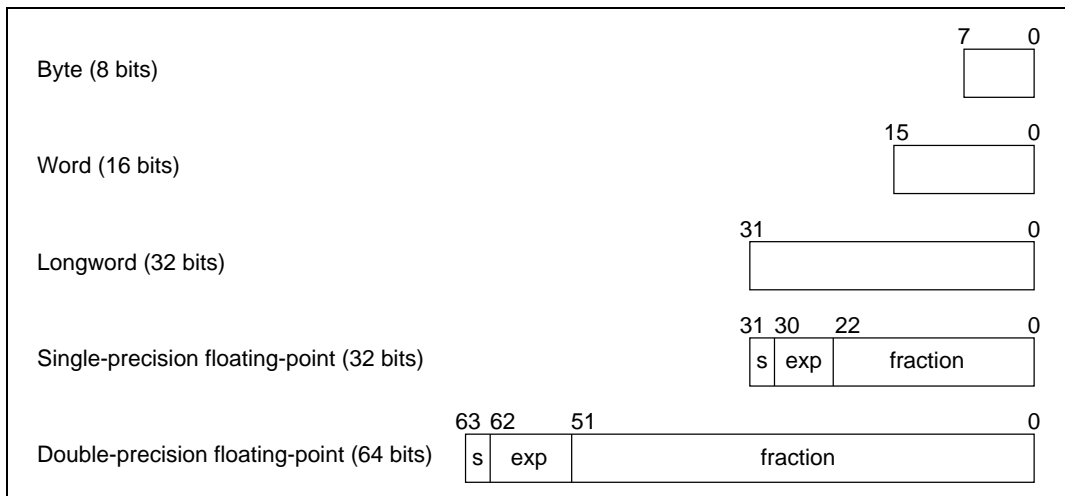 7 0
Byte (8 bits)
15 0
Word (16 bits)
31 0
Longword (32 bits)
31 30 22 0
Single-precision floating-point (32 bits) s exp fraction
63 62 51 0
Double-precision floating-point (64 bits) s exp fraction